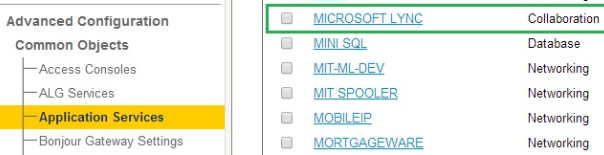 Advanced Configuration
Common Objects
Access Consoles
ALG Services
Application Services
Bonjour Gateway Settings
MICROSOFT LYNC Collaboration
MINI SQL Database
MIT-ML-DEV Networking
MIT SPOOLER Networking
MOBILEIP Networking
MORTGAGEWARE Networking